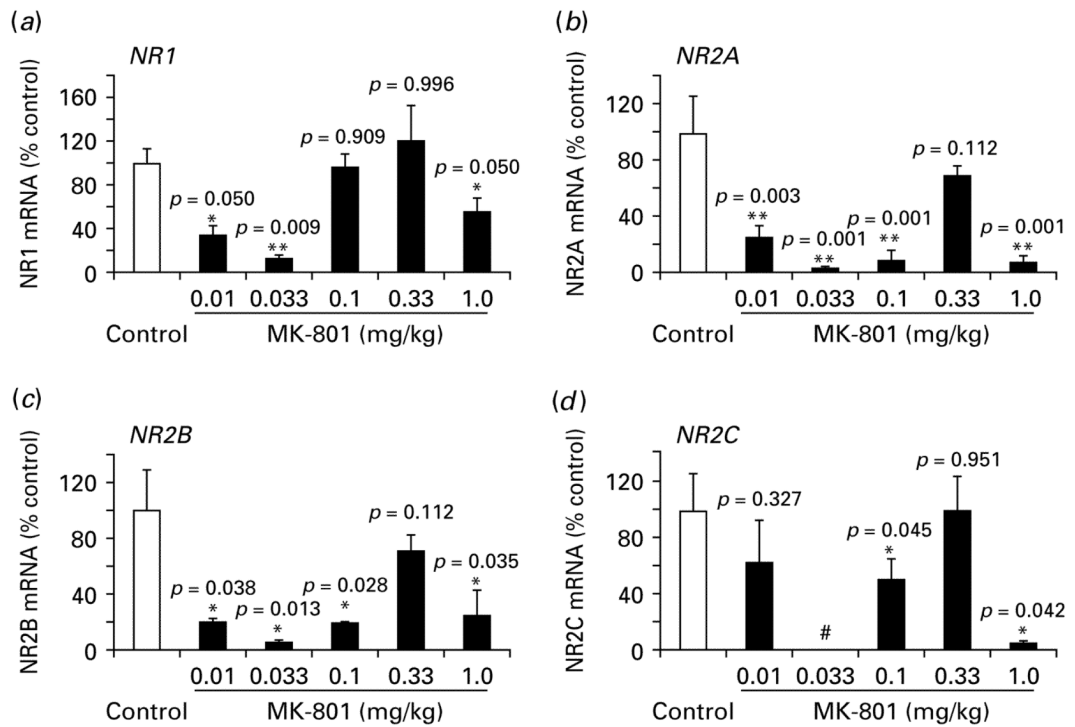 (a)
NR1
NR1 mRNA (% control)
160
120
80
40
0
p = 0.050
*
p = 0.009
**
p = 0.909
p = 0.996
p = 0.050
*
0.01 0.033 0.1 0.33 1.0
Control MK-801 (mg/kg)
(b)
NR2A
NR2A mRNA (% control)
120
80
40
0
p = 0.003
**
p = 0.001
**
p = 0.001
**
p = 0.112
p = 0.001
**
0.01 0.033 0.1 0.33 1.0
Control MK-801 (mg/kg)
(c)
NR2B
NR2B mRNA (% control)
120
80
40
0
p = 0.038
*
p = 0.013
*
p = 0.028
*
p = 0.112
p = 0.035
*
0.01 0.033 0.1 0.33 1.0
Control MK-801 (mg/kg)
(d)
NR2C
NR2C mRNA (% control)
120
80
40
0
p = 0.327
#
p = 0.045
*
p = 0.951
p = 0.042
*
0.01 0.033 0.1 0.33 1.0
Control MK-801 (mg/kg)